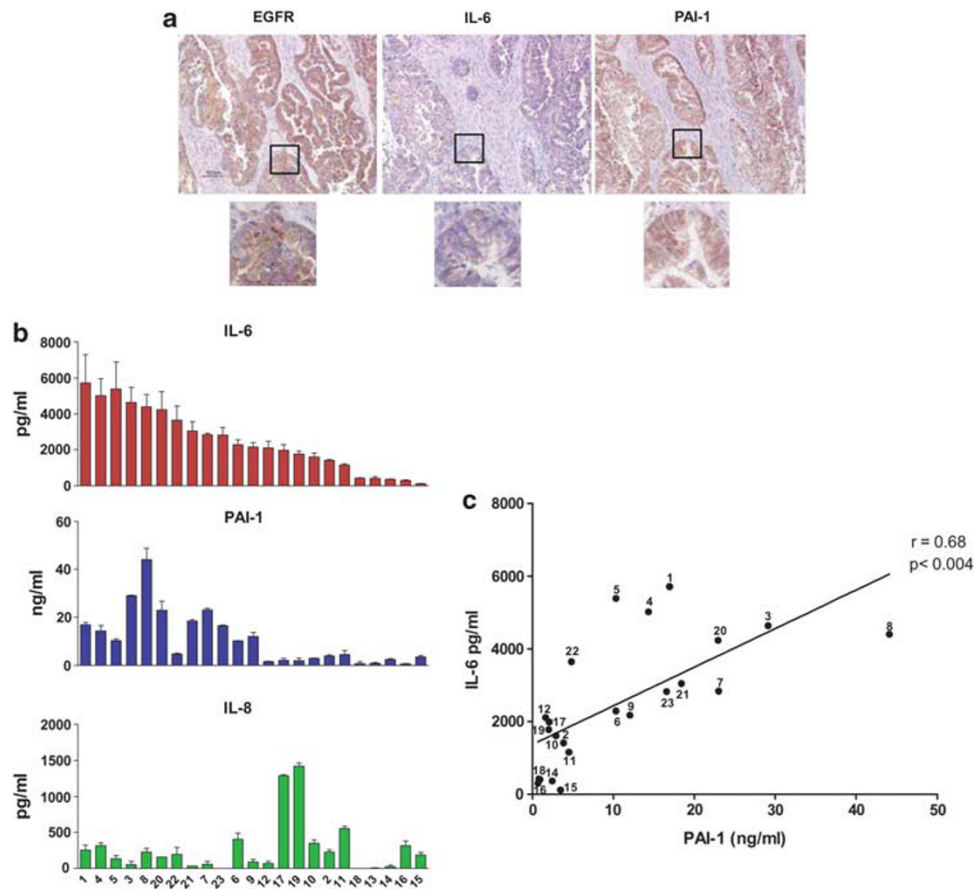 a
EGFR IL-6 PAI-1
b
IL-6
pg/ml
8000
6000
4000
2000
0
PAI-1
ng/ml
60
40
20
0
IL-8
pg/ml
2000
1500
1000
500
0
1 4 5 3 8 20 22 21 7 23 6 9 12 17 19 10 2 11 18 13 14 16 15
c
IL-6 pg/ml
8000
6000
4000
2000
0
r = 0.68
p< 0.004
1
5
4
3
20
8
22
21
7
23
9
6
12
17
19
10
2
11
18
14
16
15
0 10 20 30 40 50
PAI-1 (ng/ml)